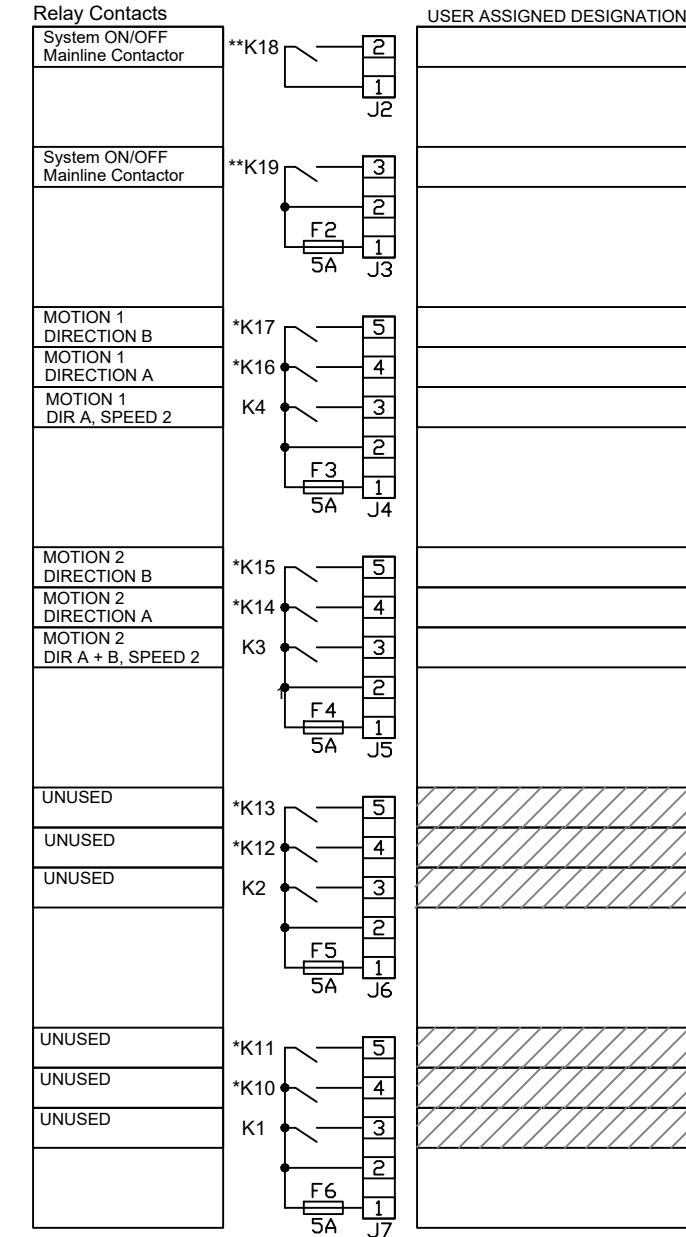 Relay Contacts
USER ASSIGNED DESIGNATION
System ON/OFF
Mainline Contactor
**K18
2
1
J2
System ON/OFF
Mainline Contactor
**K19
3
2
F2
1
5A
J3
MOTION 1
DIRECTION B
*K17
5
MOTION 1
DIRECTION A
*K16
4
MOTION 1
DIR A, SPEED 2
K4
3
2
F3
1
5A
J4
MOTION 2
DIRECTION B
*K15
5
MOTION 2
DIRECTION A
*K14
4
MOTION 2
DIR A + B, SPEED 2
K3
3
2
F4
1
5A
J5
UNUSED
*K13
5
UNUSED
*K12
4
UNUSED
K2
3
2
F5
1
5A
J6
UNUSED
*K11
5
UNUSED
*K10
4
UNUSED
K1
3
2
F6
1
5A
J7